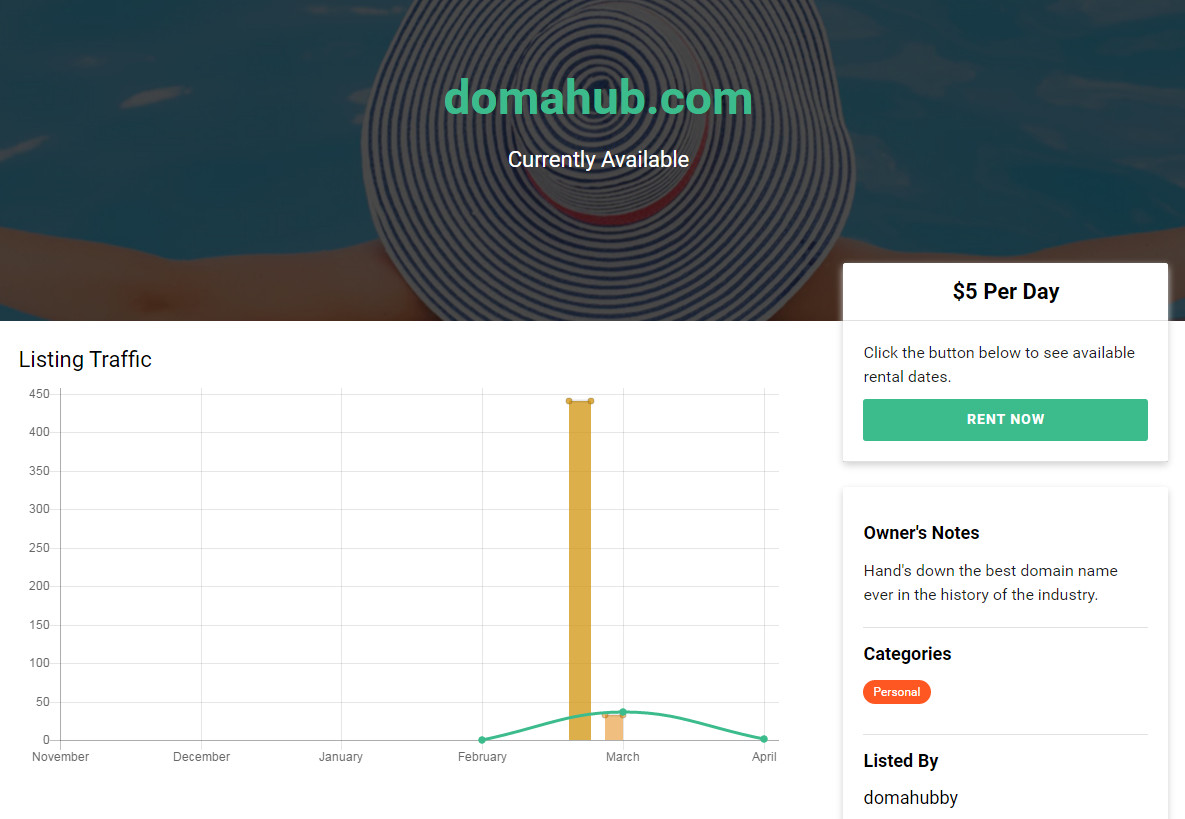 domahub.com
Currently Available
$5 Per Day
Click the button below to see available
rental dates.
RENT NOW
Listing Traffic
450
400
350
300
250
200
150
100
50
0
November December January February March April
Owner's Notes
Hand's down the best domain name
ever in the history of the industry.
Categories
Personal
Listed By
domahubby